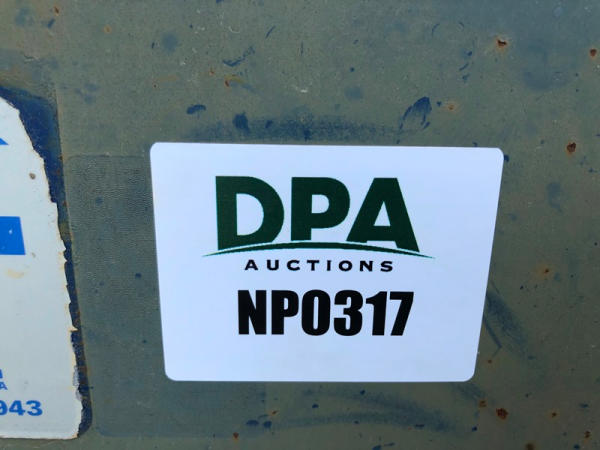 DPA
AUCTIONS
NP0317
943